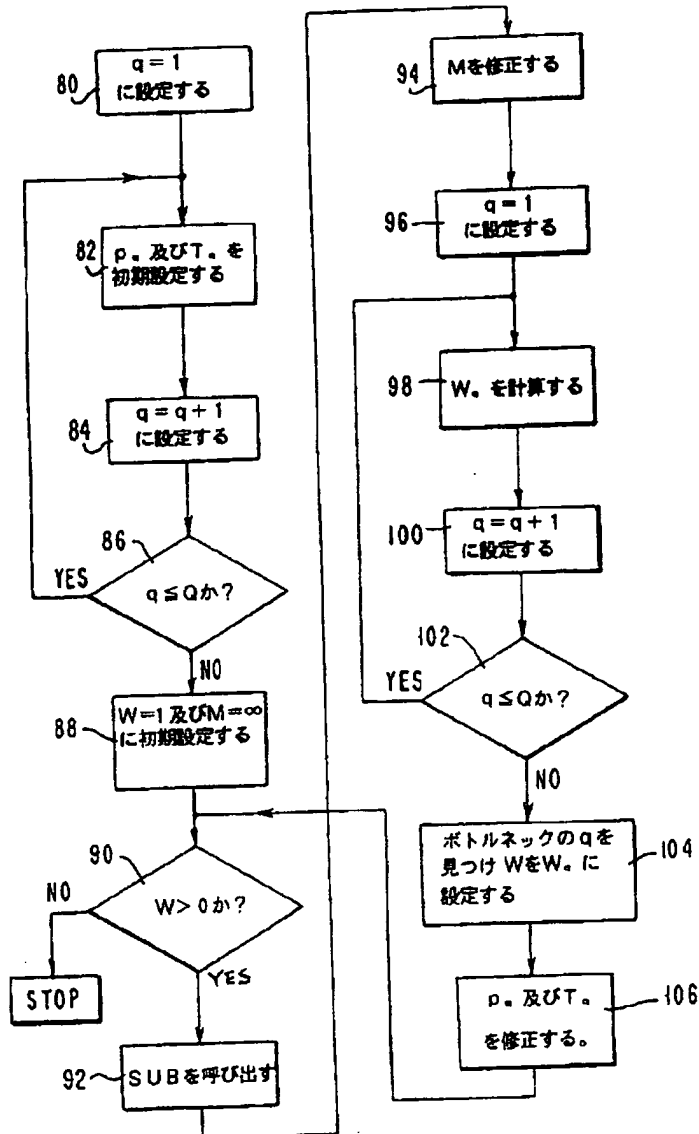 80
q=1
に設定する
82
p。及びT。を
初期設定する
84
q=q+1
に設定する
86
q≦Qか?
YES
NO
88
W=1及びM=∞
に初期設定する
90
W>0か?
NO
YES
STOP
92
SUBを呼び出す
94
Mを修正する
96
q=1
に設定する
98
W。を計算する
100
q=q+1
に設定する
102
q≦Qか?
YES
NO
104
ボトルネックのqを
見つけWをW。に
設定する
106
p。及びT。
を修正する。